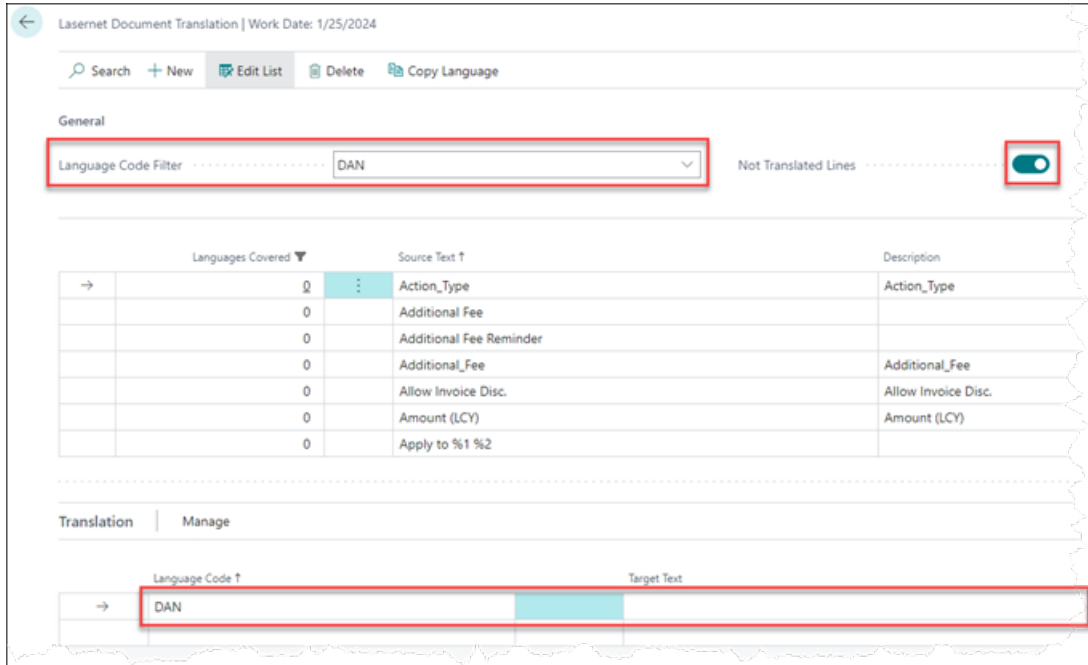 Lasernet Document Translation | Work Date: 1/25/2024
Search New Edit List Delete Copy Language
General
Language Code Filter DAN Not Translated Lines
Languages Covered Source Text ↑ Description
0 Action_Type Action_Type
0 Additional Fee
0 Additional Fee Reminder
0 Additional_Fee Additional_Fee
0 Allow Invoice Disc. Allow Invoice Disc.
0 Amount (LCY) Amount (LCY)
0 Apply to %1 %2
Translation Manage
Language Code ↑ Target Text
DAN